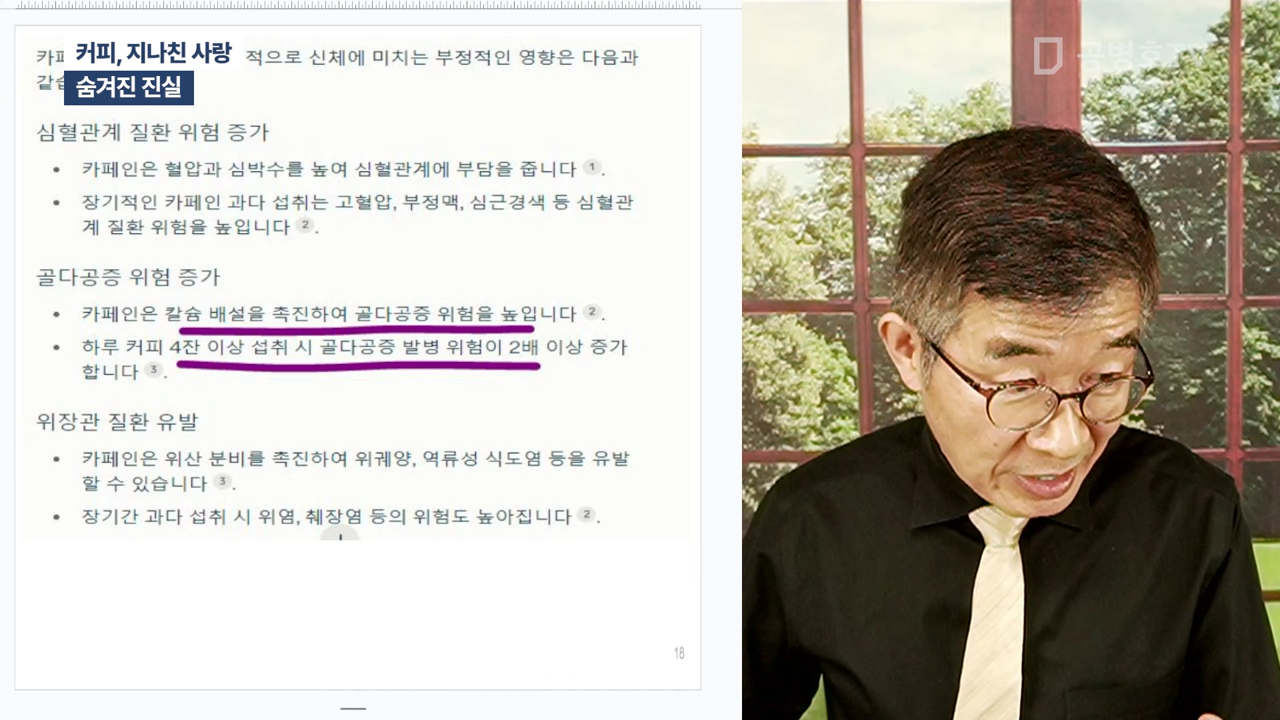 커피, 지나친 사랑
숨겨진 진실
카피 적으로 신체에 미치는 부정적인 영향은 다음과
같습
심혈관계 질환 위험 증가
• 카페인은 혈압과 심박수를 높여 심혈관계에 부담을 줍니다 1.
• 장기적인 카페인 과다 섭취는 고혈압, 부정맥, 심근경색 등 심혈관
계 질환 위험을 높입니다 2.
골다공증 위험 증가
• 카페인은 칼슘 배설을 촉진하여 골다공증 위험을 높입니다 2.
• 하루 커피 4잔 이상 섭취 시 골다공증 발병 위험이 2배 이상 증가
합니다 3.
위장관 질환 유발
• 카페인은 위산 분비를 촉진하여 위궤양, 역류성 식도염 등을 유발
할 수 있습니다 3.
• 장기간 과다 섭취 시 위염, 췌장염 등의 위험도 높아집니다 2.
18
공병호TV